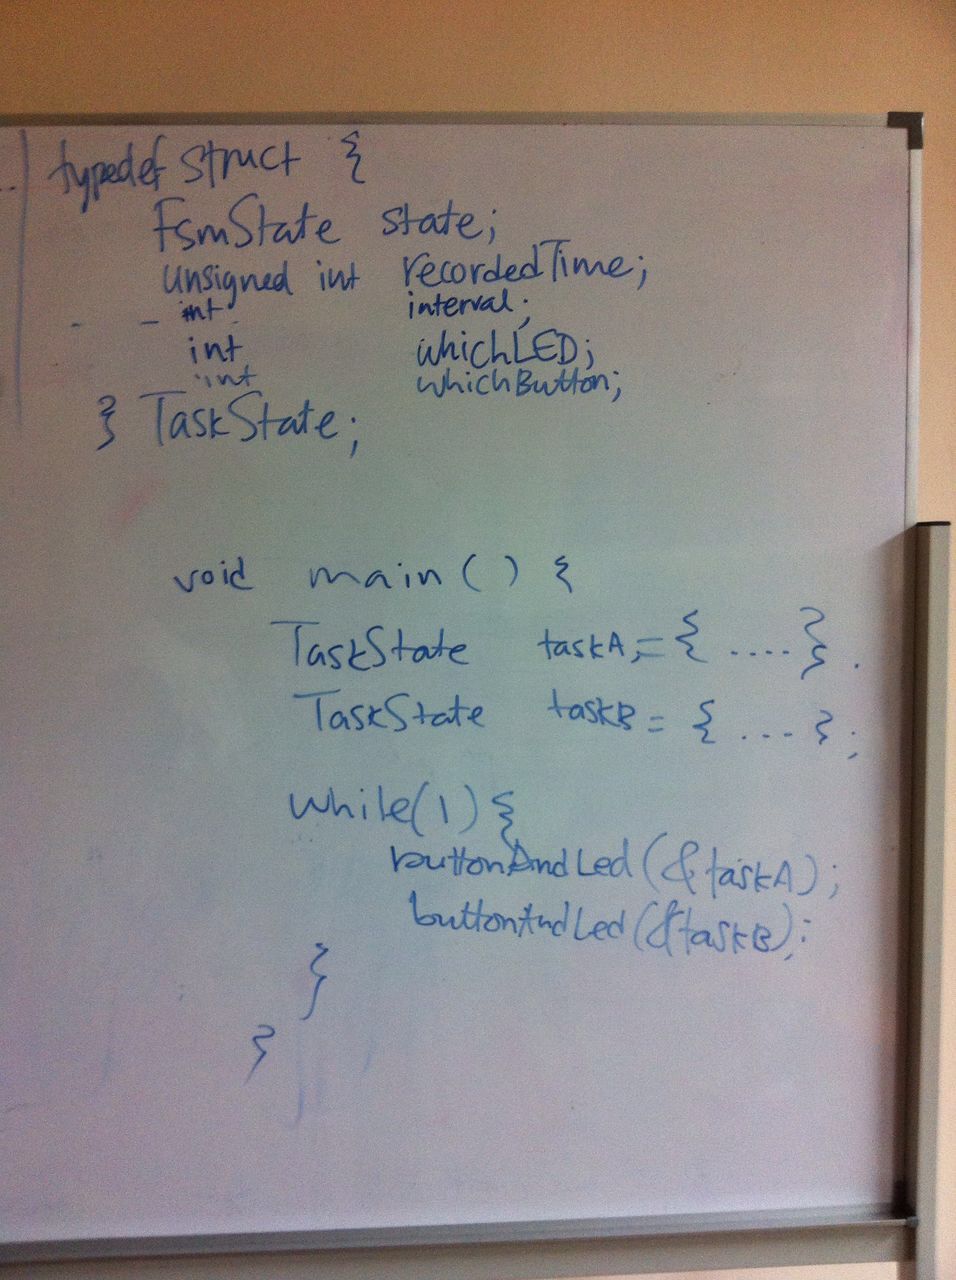 typedef struct {
FsmState state;
unsigned int recordedTime;
int interval;
int whichLED;
int whichButton;
} TaskState;
void main() {
TaskState taskA = { .... };
TaskState taskB = { .... };
while(1) {
buttonAndLed(&taskA);
buttonAndLed(&taskB);
}
}